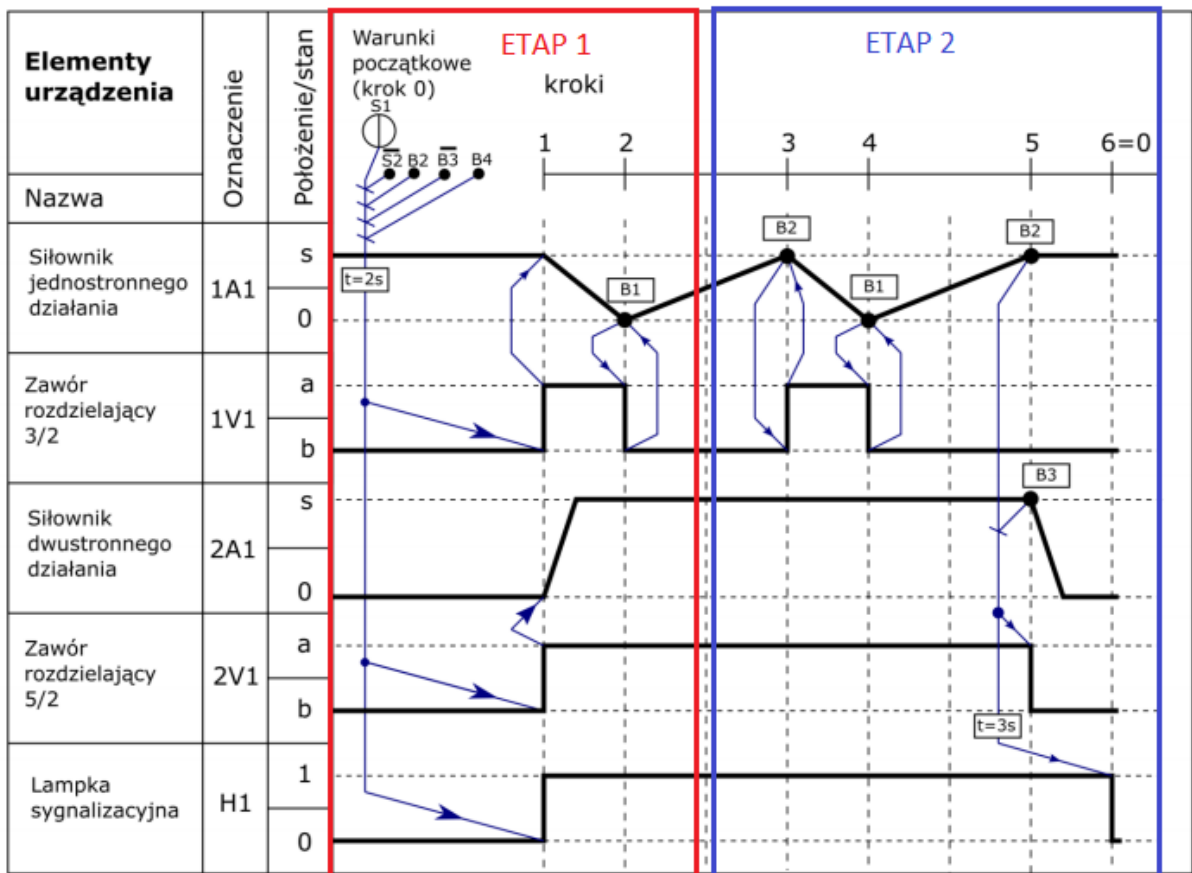 Elementy
urządzenia
Nazwa
Oznaczenie
Położenie/stan
Warunki
początkowe
(krok 0)
S1
S̅2̅ B2 B̅3̅ B4
ETAP 1
kroki
ETAP 2
1 2 3 4 5 6=0
Siłownik
jednostronnego
działania
1A1
s
0
t=2s
B1
B2
B1
B2
Zawór
rozdzielający
3/2
1V1
a
b
Siłownik
dwustronnego
działania
2A1
s
0
B3
Zawór
rozdzielający
5/2
2V1
a
b
t=3s
Lampka
sygnalizacyjna
H1
1
0